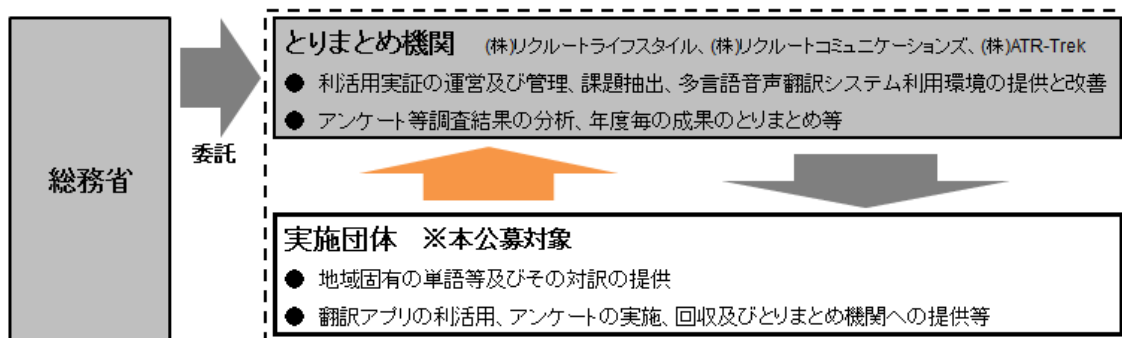 総務省
委託
とりまとめ機関 (株)リクルートライフスタイル、(株)リクルートコミュニケーションズ、(株)ATR-Trek
● 利活用実証の運営及び管理、課題抽出、多言語音声翻訳システム利用環境の提供と改善
● アンケート等調査結果の分析、年度毎の成果のとりまとめ等
実施団体 ※本公募対象
● 地域固有の単語等及びその対訳の提供
● 翻訳アプリの利活用、アンケートの実施、回収及びとりまとめ機関への提供等